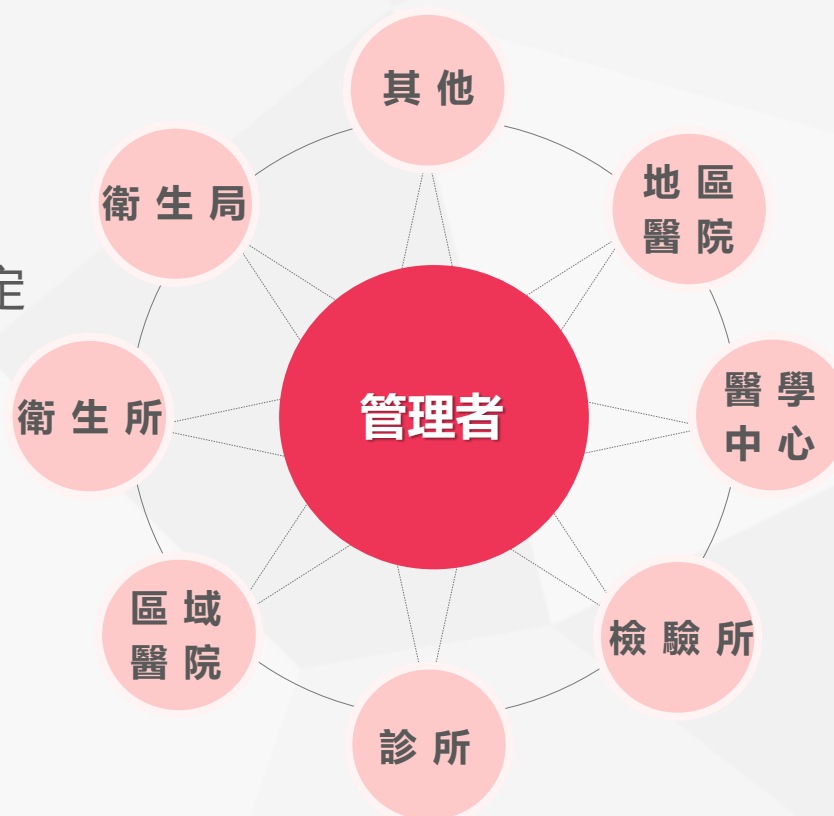 其 他
地 區
醫 院
衛 生 局
定
管理者
醫 學
中 心
衛 生 所
區 域
醫 院
檢 驗 所
診 所